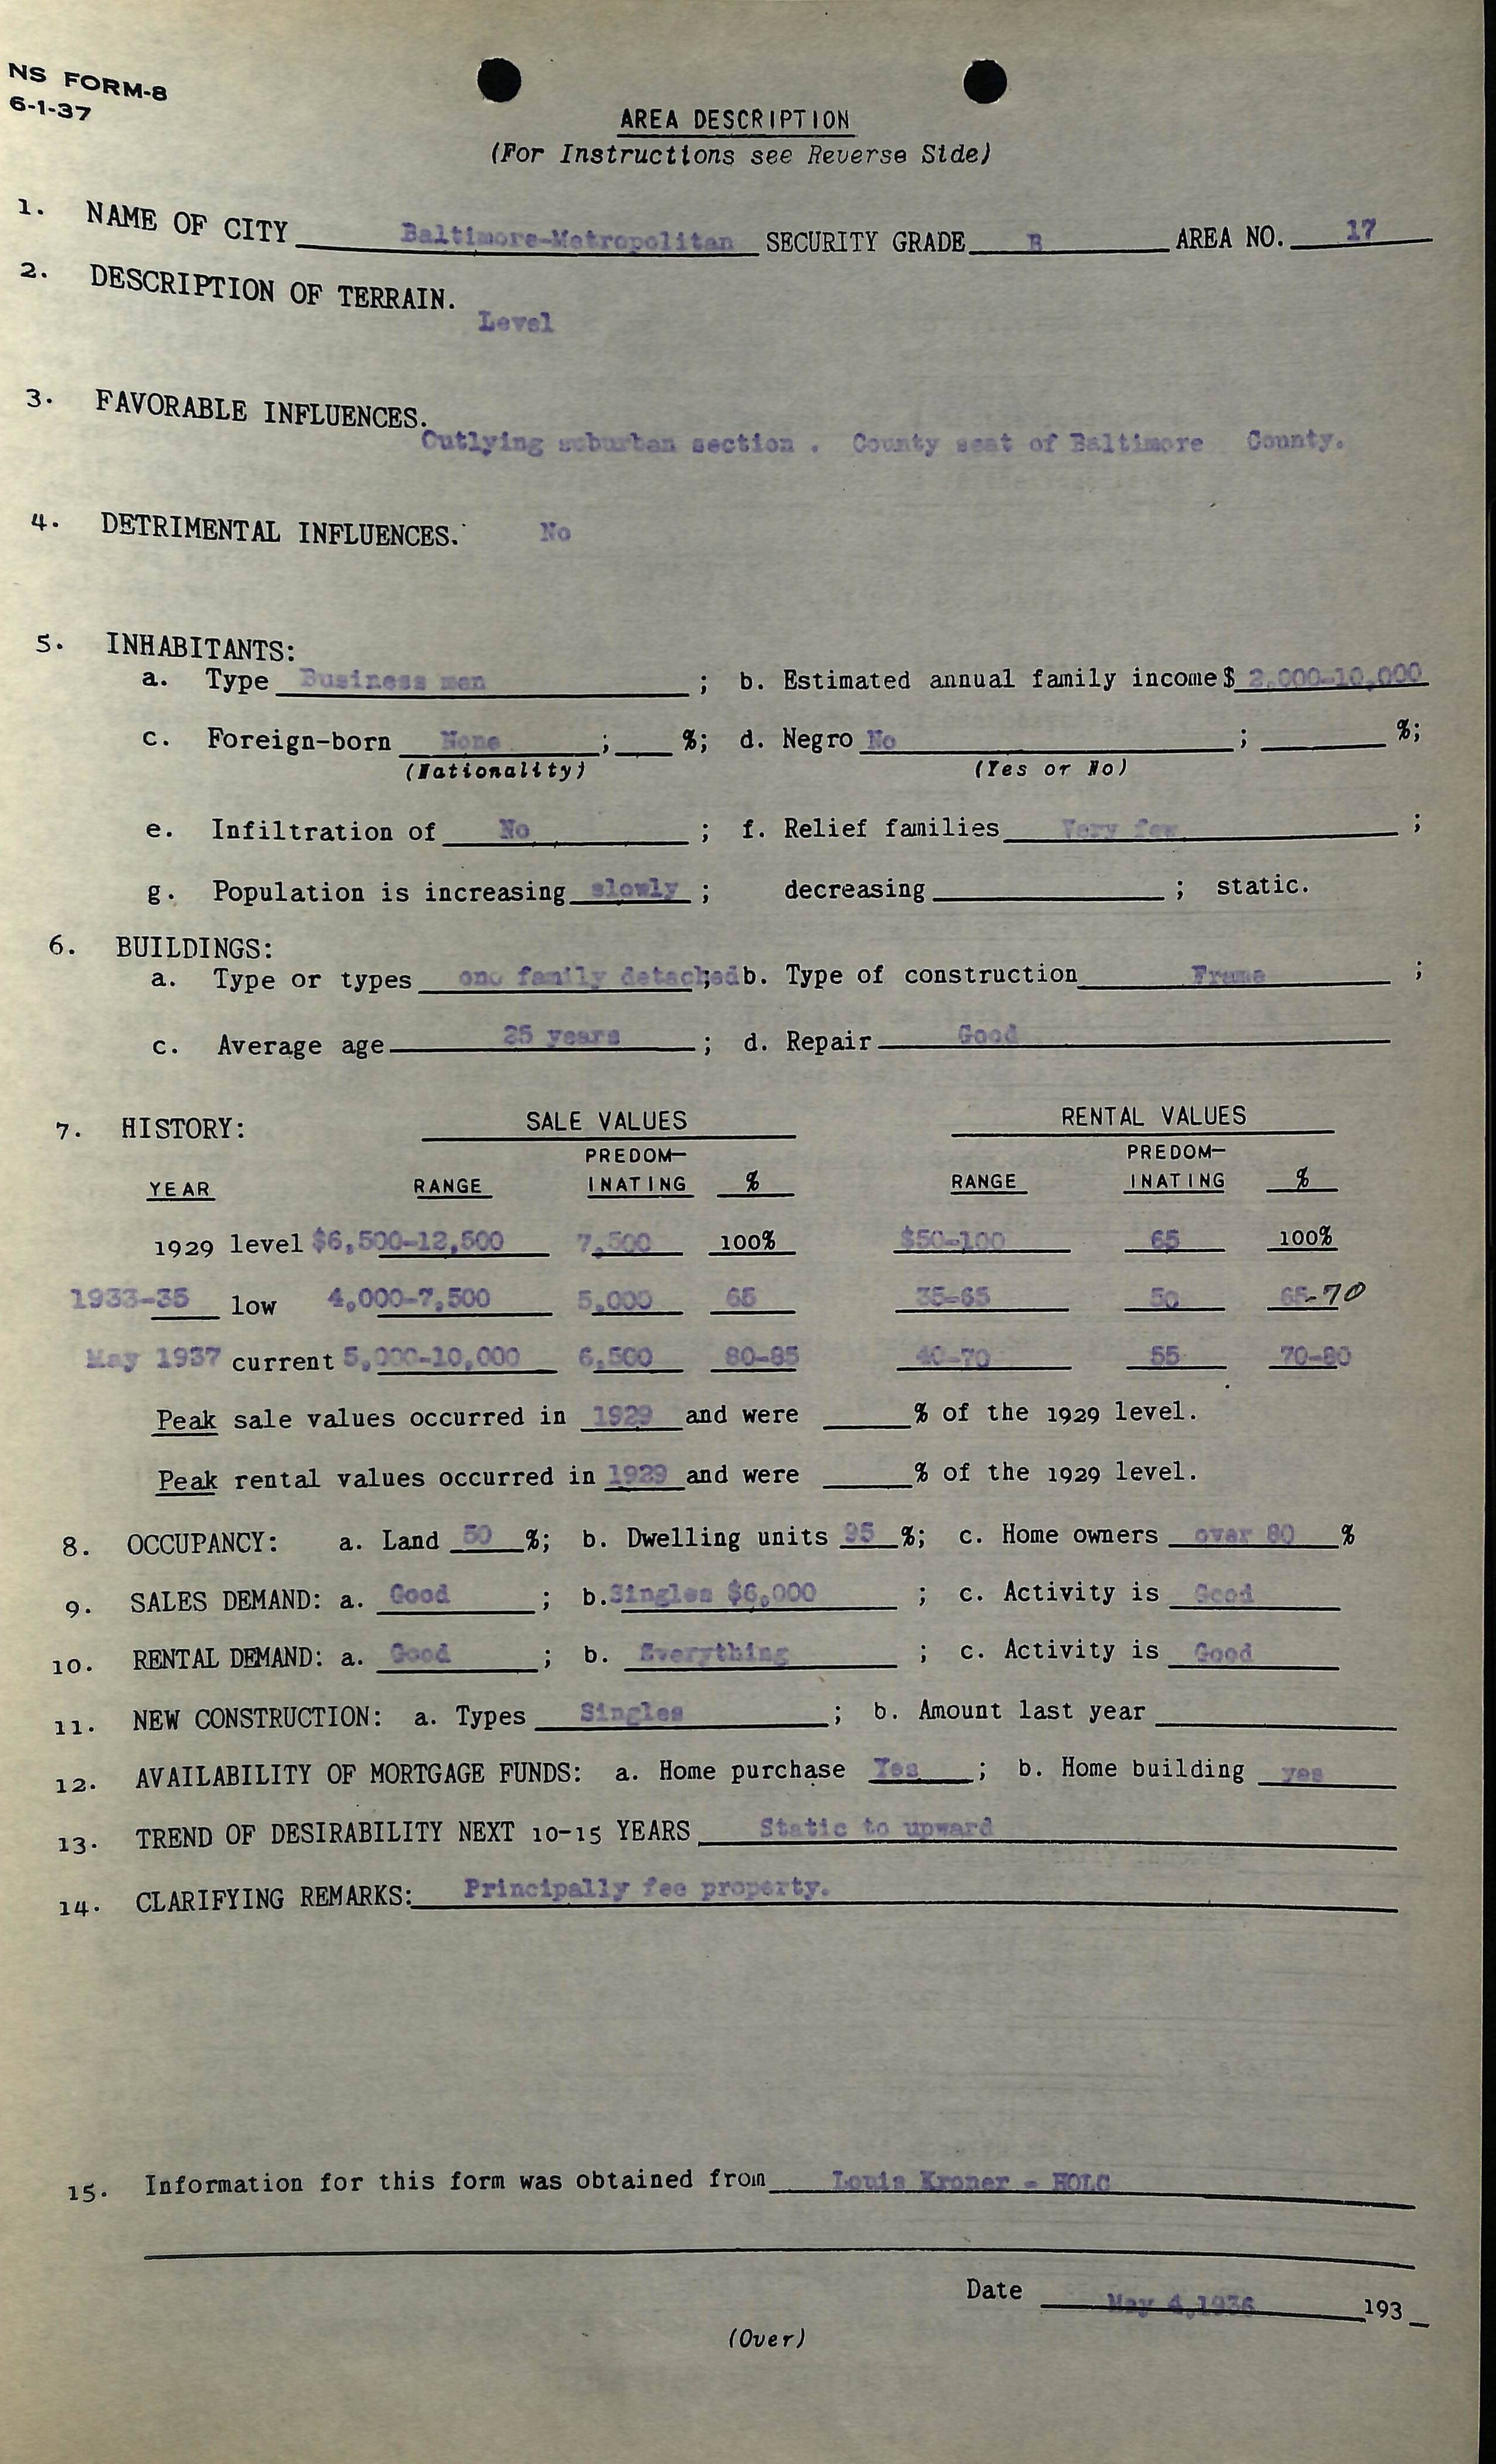 NS FORM-8
6-1-37
AREA DESCRIPTION
(For Instructions see Reverse Side)
1. NAME OF CITY Baltimore-Metropolitan SECURITY GRADE B AREA NO. 17
2. DESCRIPTION OF TERRAIN.
Level
3. FAVORABLE INFLUENCES.
Outlying suburban section . County seat of Baltimore County.
4. DETRIMENTAL INFLUENCES. No
5. INHABITANTS:
a. Type Business men ; b. Estimated annual family income $ 2,000-10,000
c. Foreign-born None ; %; d. Negro No ; %;
(Nationality) (Yes or No)
e. Infiltration of No ; f. Relief families Very few ;
g. Population is increasing slowly ; decreasing ; static.
6. BUILDINGS:
a. Type or types one family detached; b. Type of construction Frame ;
c. Average age 25 years ; d. Repair Good
7. HISTORY: SALE VALUES RENTAL VALUES
PREDOM- PREDOM-
YEAR RANGE INATING % RANGE INATING %
1929 level $6,500-12,500 7,500 100% $50-100 65 100%
1933-35 low 4,000-7,500 5,000 65 35-65 50 65-70
May 1937 current 5,000-10,000 6,500 80-85 40-70 55 70-80
Peak sale values occurred in 1929 and were % of the 1929 level.
Peak rental values occurred in 1929 and were % of the 1929 level.
8. OCCUPANCY: a. Land 50 %; b. Dwelling units 95 %; c. Home owners over 80 %
9. SALES DEMAND: a. Good ; b. Singles $6,000 ; c. Activity is Good
10. RENTAL DEMAND: a. Good ; b. Everything ; c. Activity is Good
11. NEW CONSTRUCTION: a. Types Singles ; b. Amount last year
12. AVAILABILITY OF MORTGAGE FUNDS: a. Home purchase Yes ; b. Home building yes
13. TREND OF DESIRABILITY NEXT 10-15 YEARS Static to upward
14. CLARIFYING REMARKS: Principally fee property.
15. Information for this form was obtained from Louis Kroner - HOLC
Date May 4,1936 193
(Over)